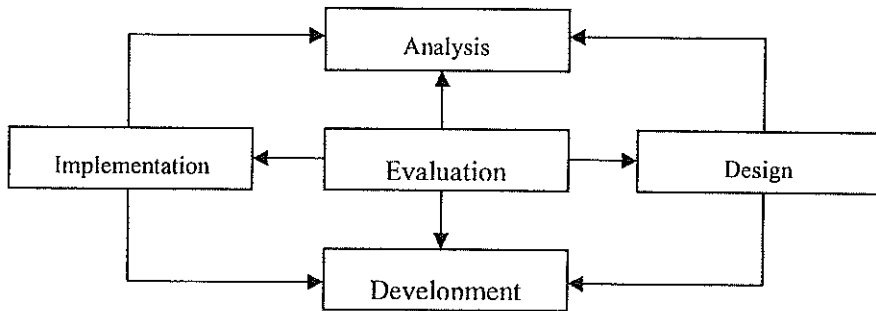 Analysis
Implementation
Evaluation
Design
Development